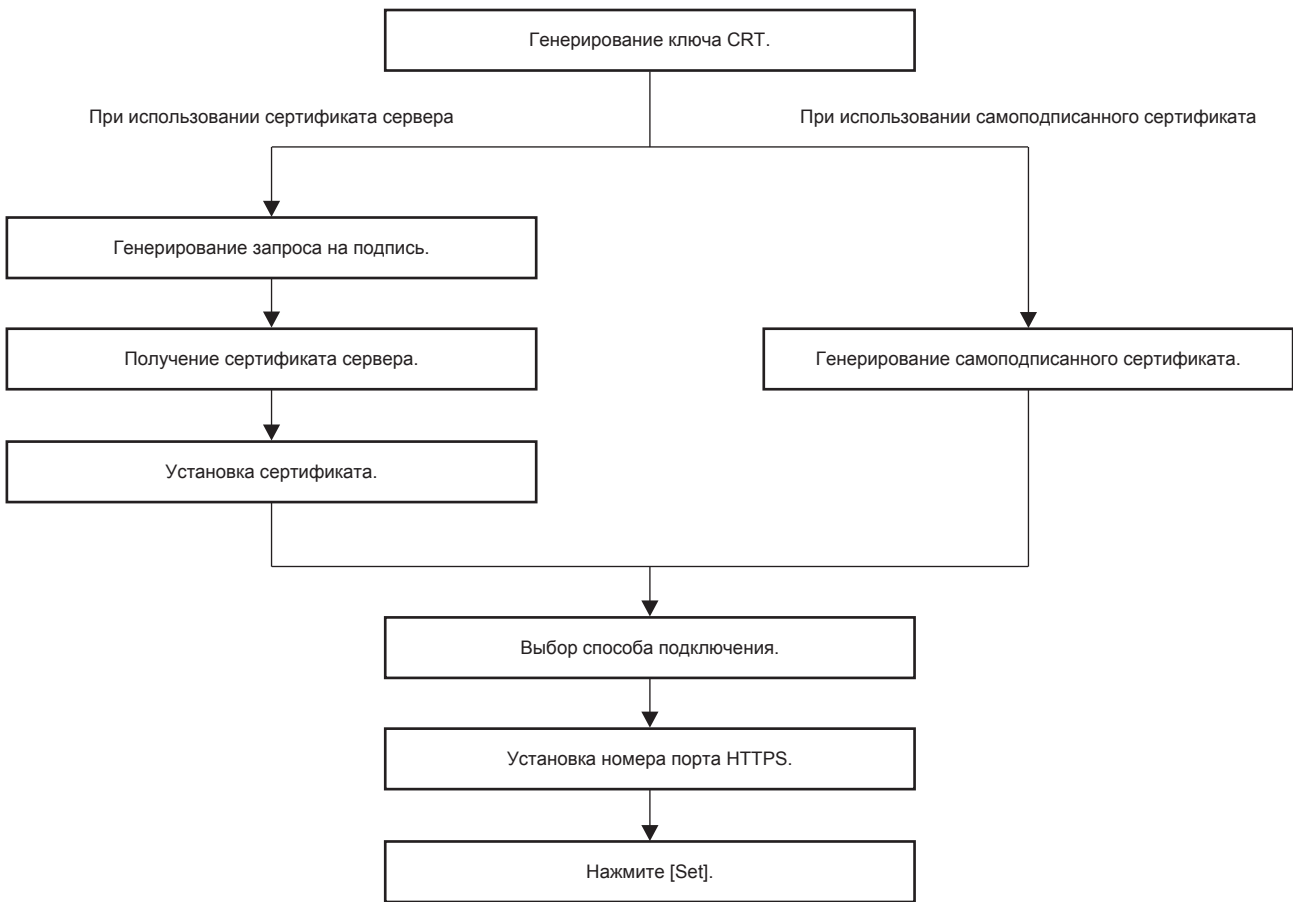 Генерирование ключа CRT.
При использовании сертификата сервера
При использовании самоподписанного сертификата
Генерирование запроса на подпись.
Получение сертификата сервера.
Генерирование самоподписанного сертификата.
Установка сертификата.
Выбор способа подключения.
Установка номера порта HTTPS.
Нажмите [Set].